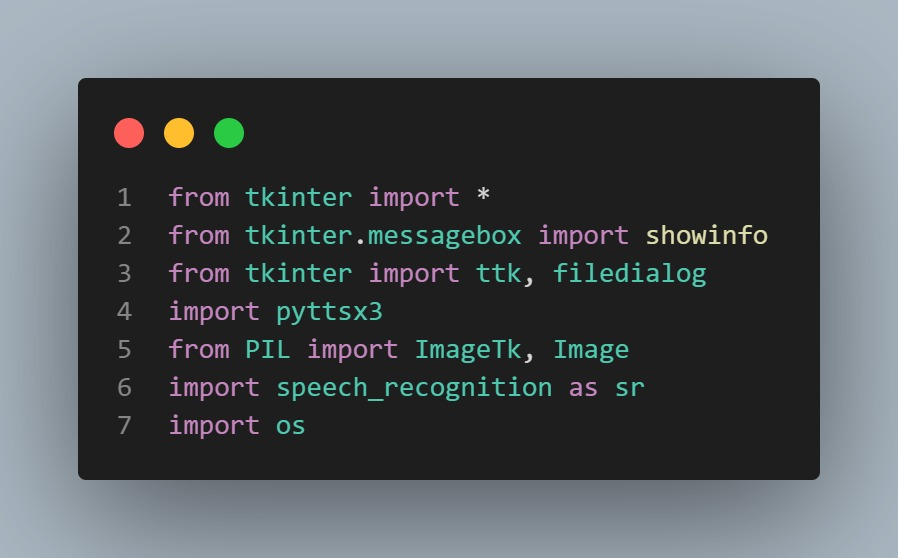 1 from tkinter import *
2 from tkinter.messagebox import showinfo
3 from tkinter import ttk, filedialog
4 import pyttsx3
5 from PIL import ImageTk, Image
6 import speech_recognition as sr
7 import os